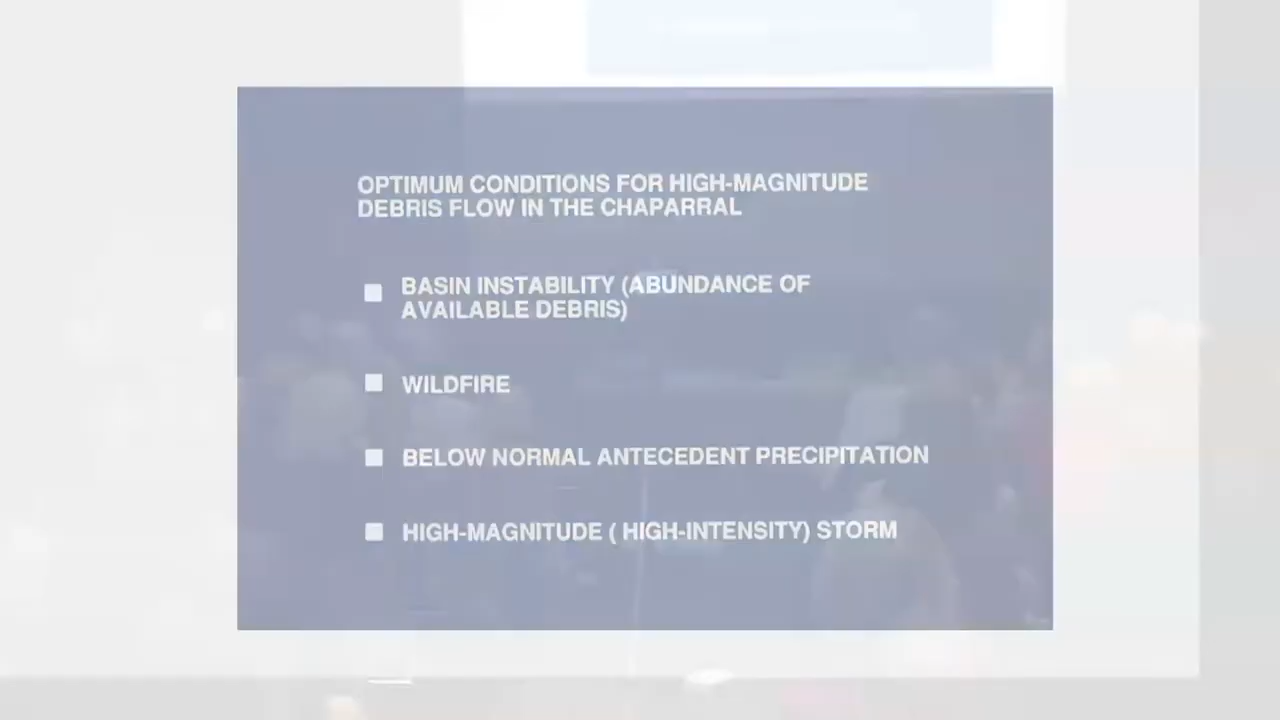 OPTIMUM CONDITIONS FOR HIGH-MAGNITUDE
DEBRIS FLOW IN THE CHAPARRAL
BASIN INSTABILITY (ABUNDANCE OF
AVAILABLE DEBRIS)
WILDFIRE
BELOW NORMAL ANTECEDENT PRECIPITATION
HIGH-MAGNITUDE ( HIGH-INTENSITY) STORM